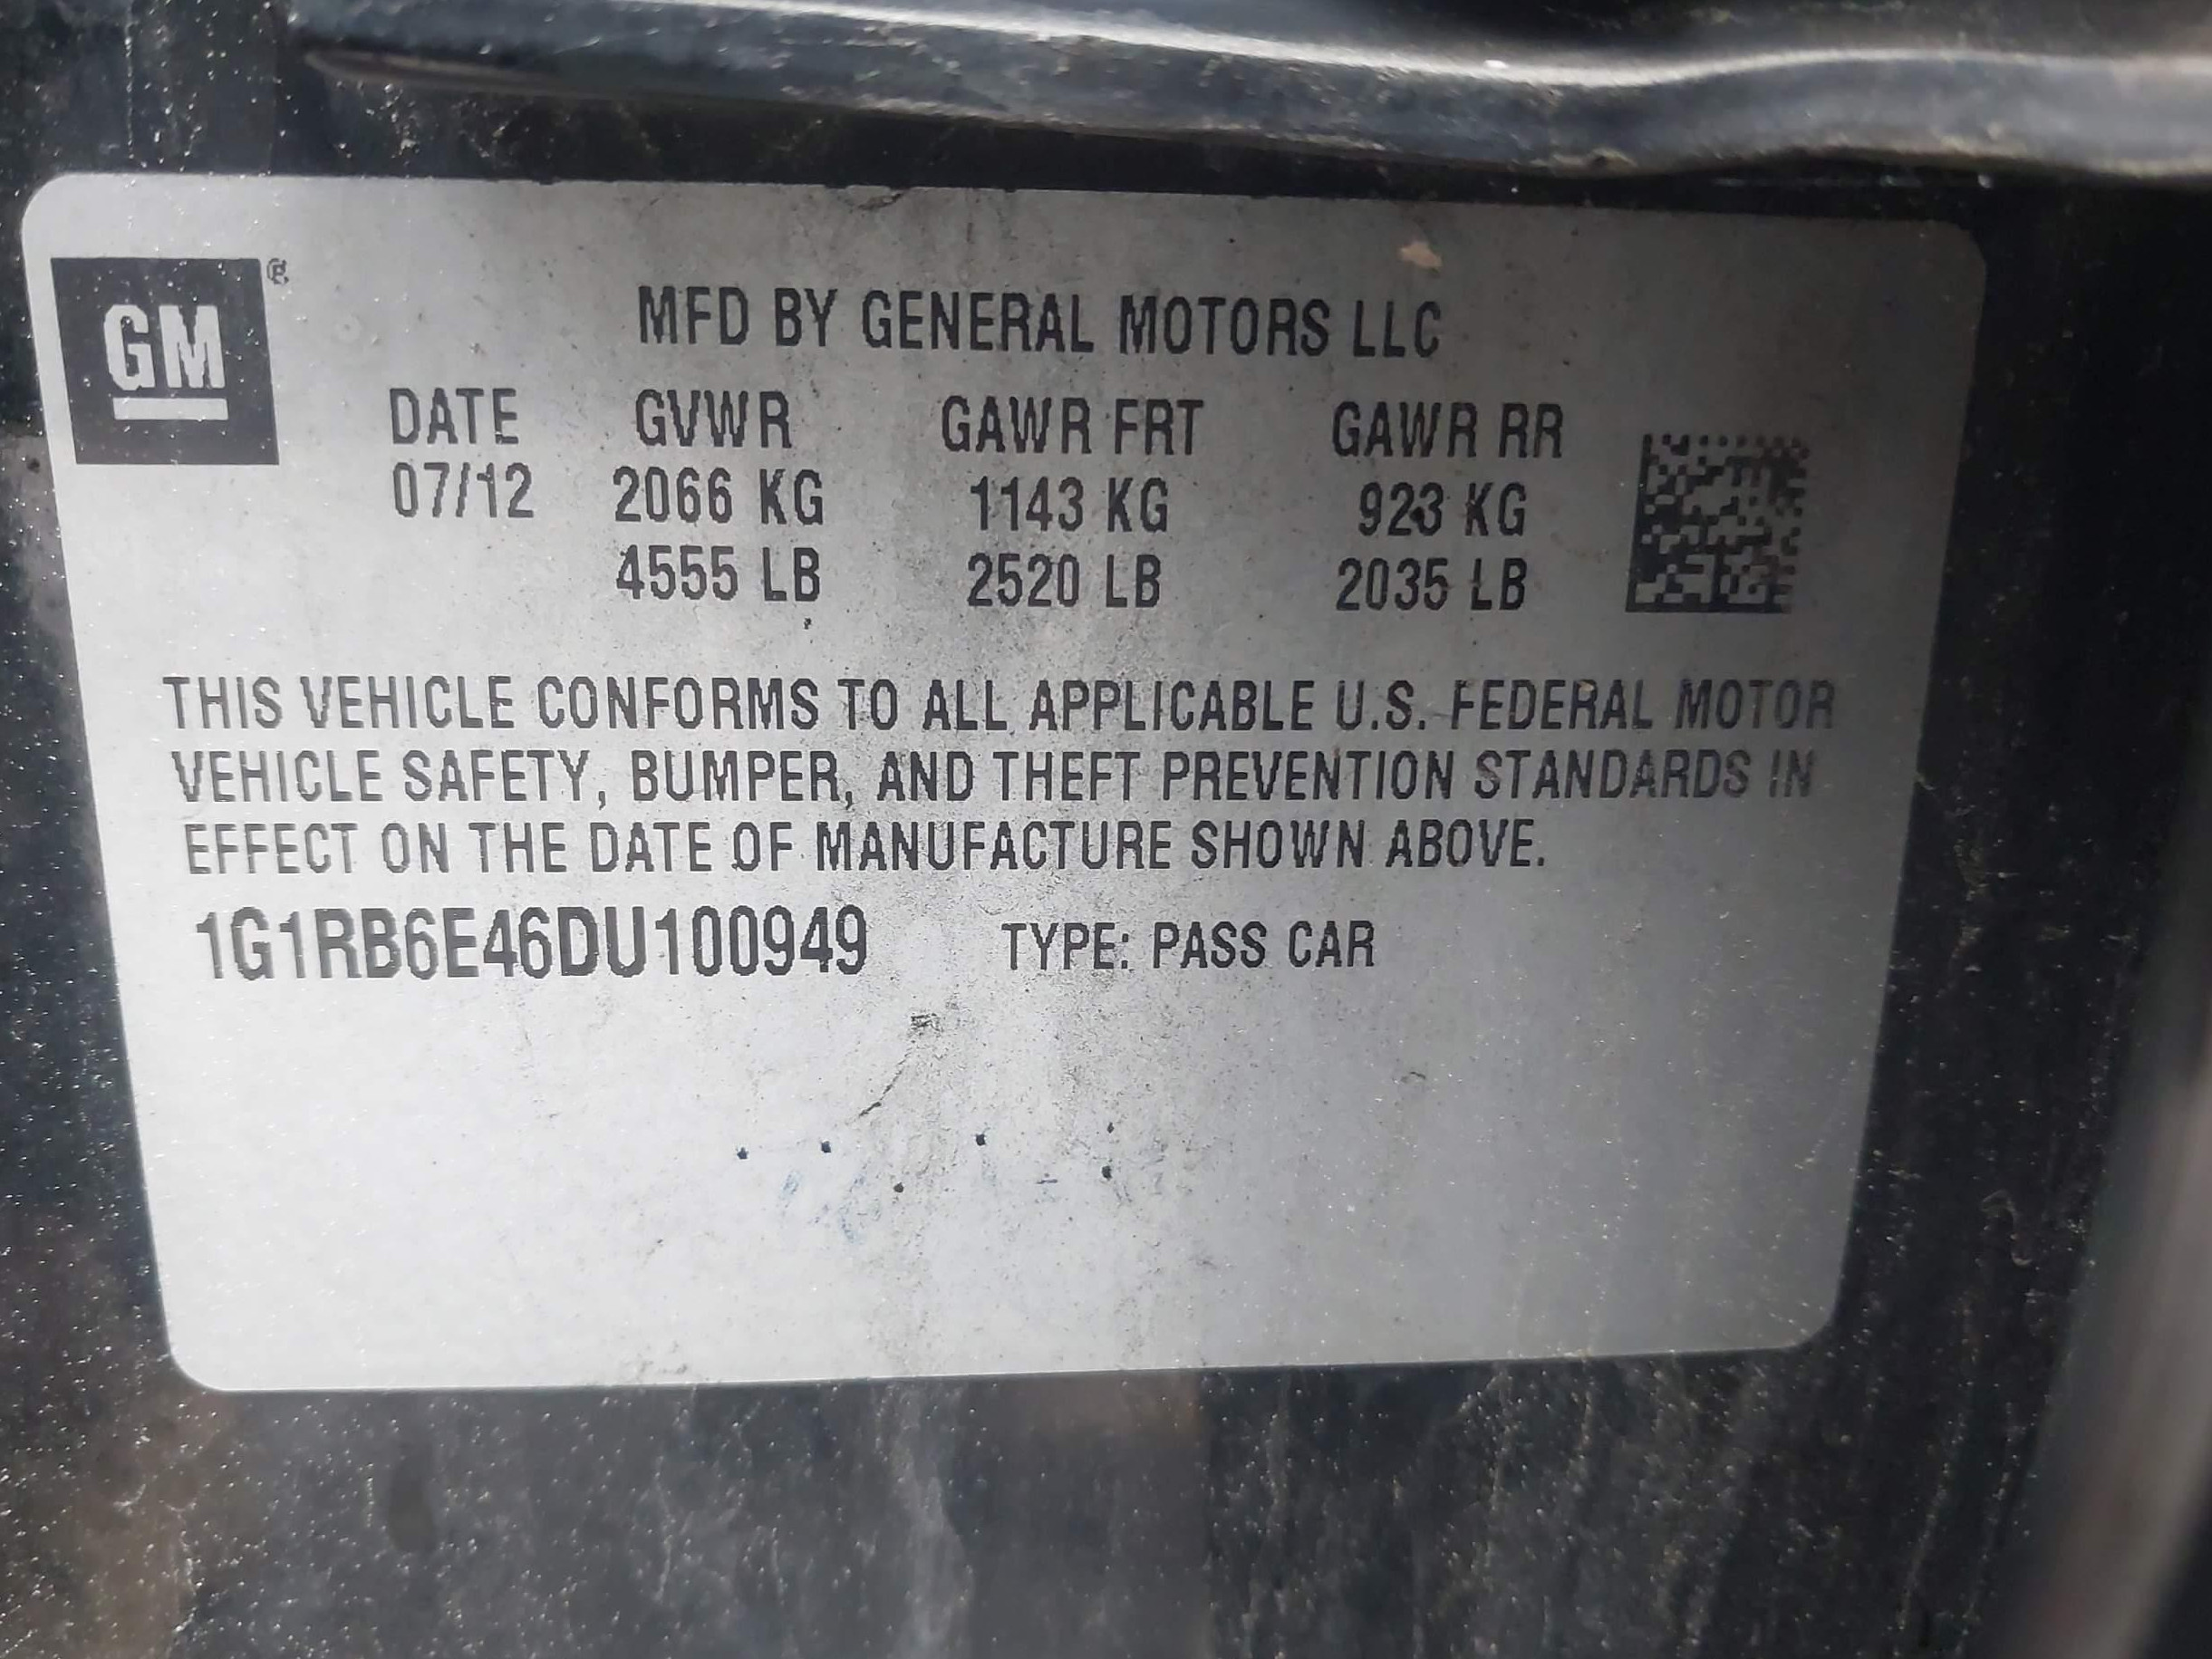 GM ®
MFD BY GENERAL MOTORS LLC
DATE GVWR GAWR FRT GAWR RR
07/12 2066 KG 1143 KG 923 KG
4555 LB 2520 LB 2035 LB
THIS VEHICLE CONFORMS TO ALL APPLICABLE U.S. FEDERAL MOTOR
VEHICLE SAFETY, BUMPER, AND THEFT PREVENTION STANDARDS IN
EFFECT ON THE DATE OF MANUFACTURE SHOWN ABOVE.
1G1RB6E46DU100949 TYPE: PASS CAR